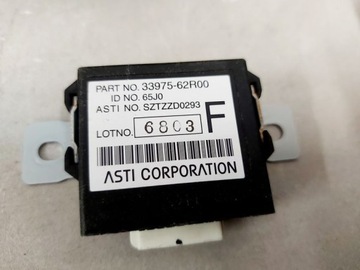 PART NO. 33975-62R00
ID NO. 65J0
ASTI NO. SZTZZD0293
LOTNO. 6803 F
ASTI CORPORATION